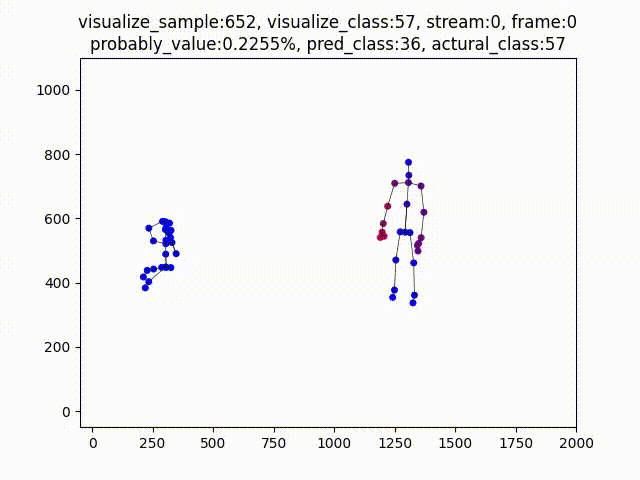 visualize_sample:652, visualize_class:57, stream:0, frame:0
probably_value:0.2255%, pred_class:36, actural_class:57
1000
800
600
400
200
0
0 250 500 750 1000 1250 1500 1750 2000